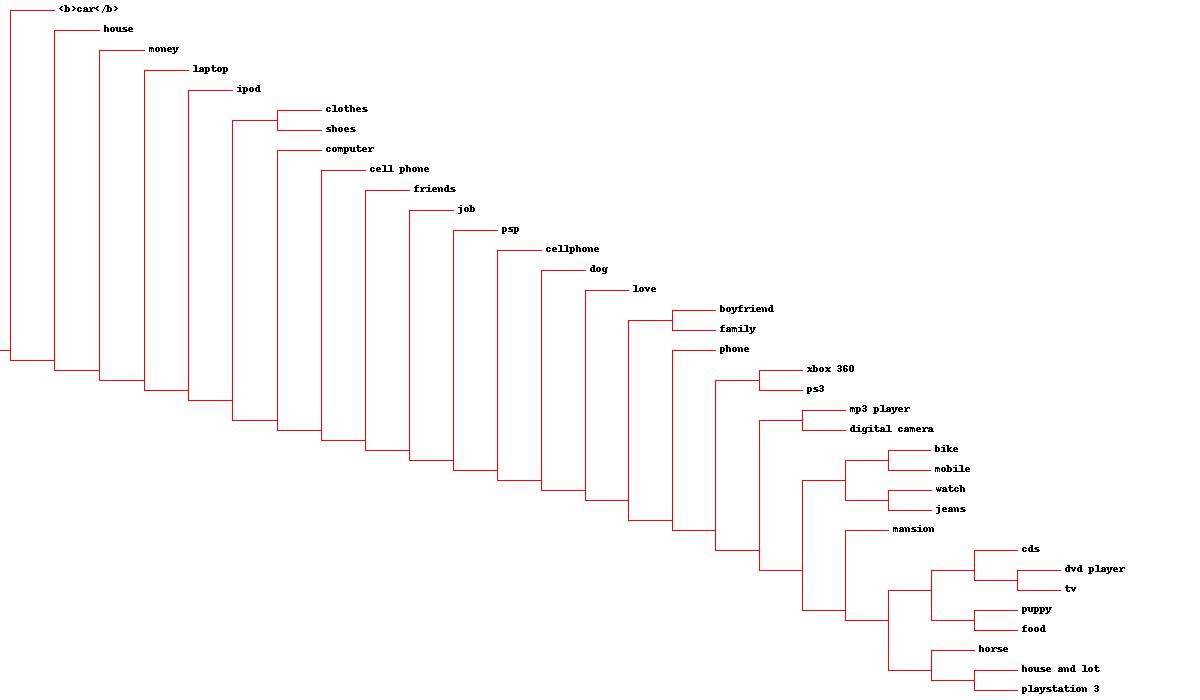 <b>car</b>
house
money
laptop
ipod
clothes
shoes
computer
cell phone
friends
job
psp
cellphone
dog
love
boyfriend
family
phone
xbox 360
ps3
mp3 player
digital camera
bike
mobile
watch
jeans
mansion
cds
dvd player
tv
puppy
food
horse
house and lot
playstation 3